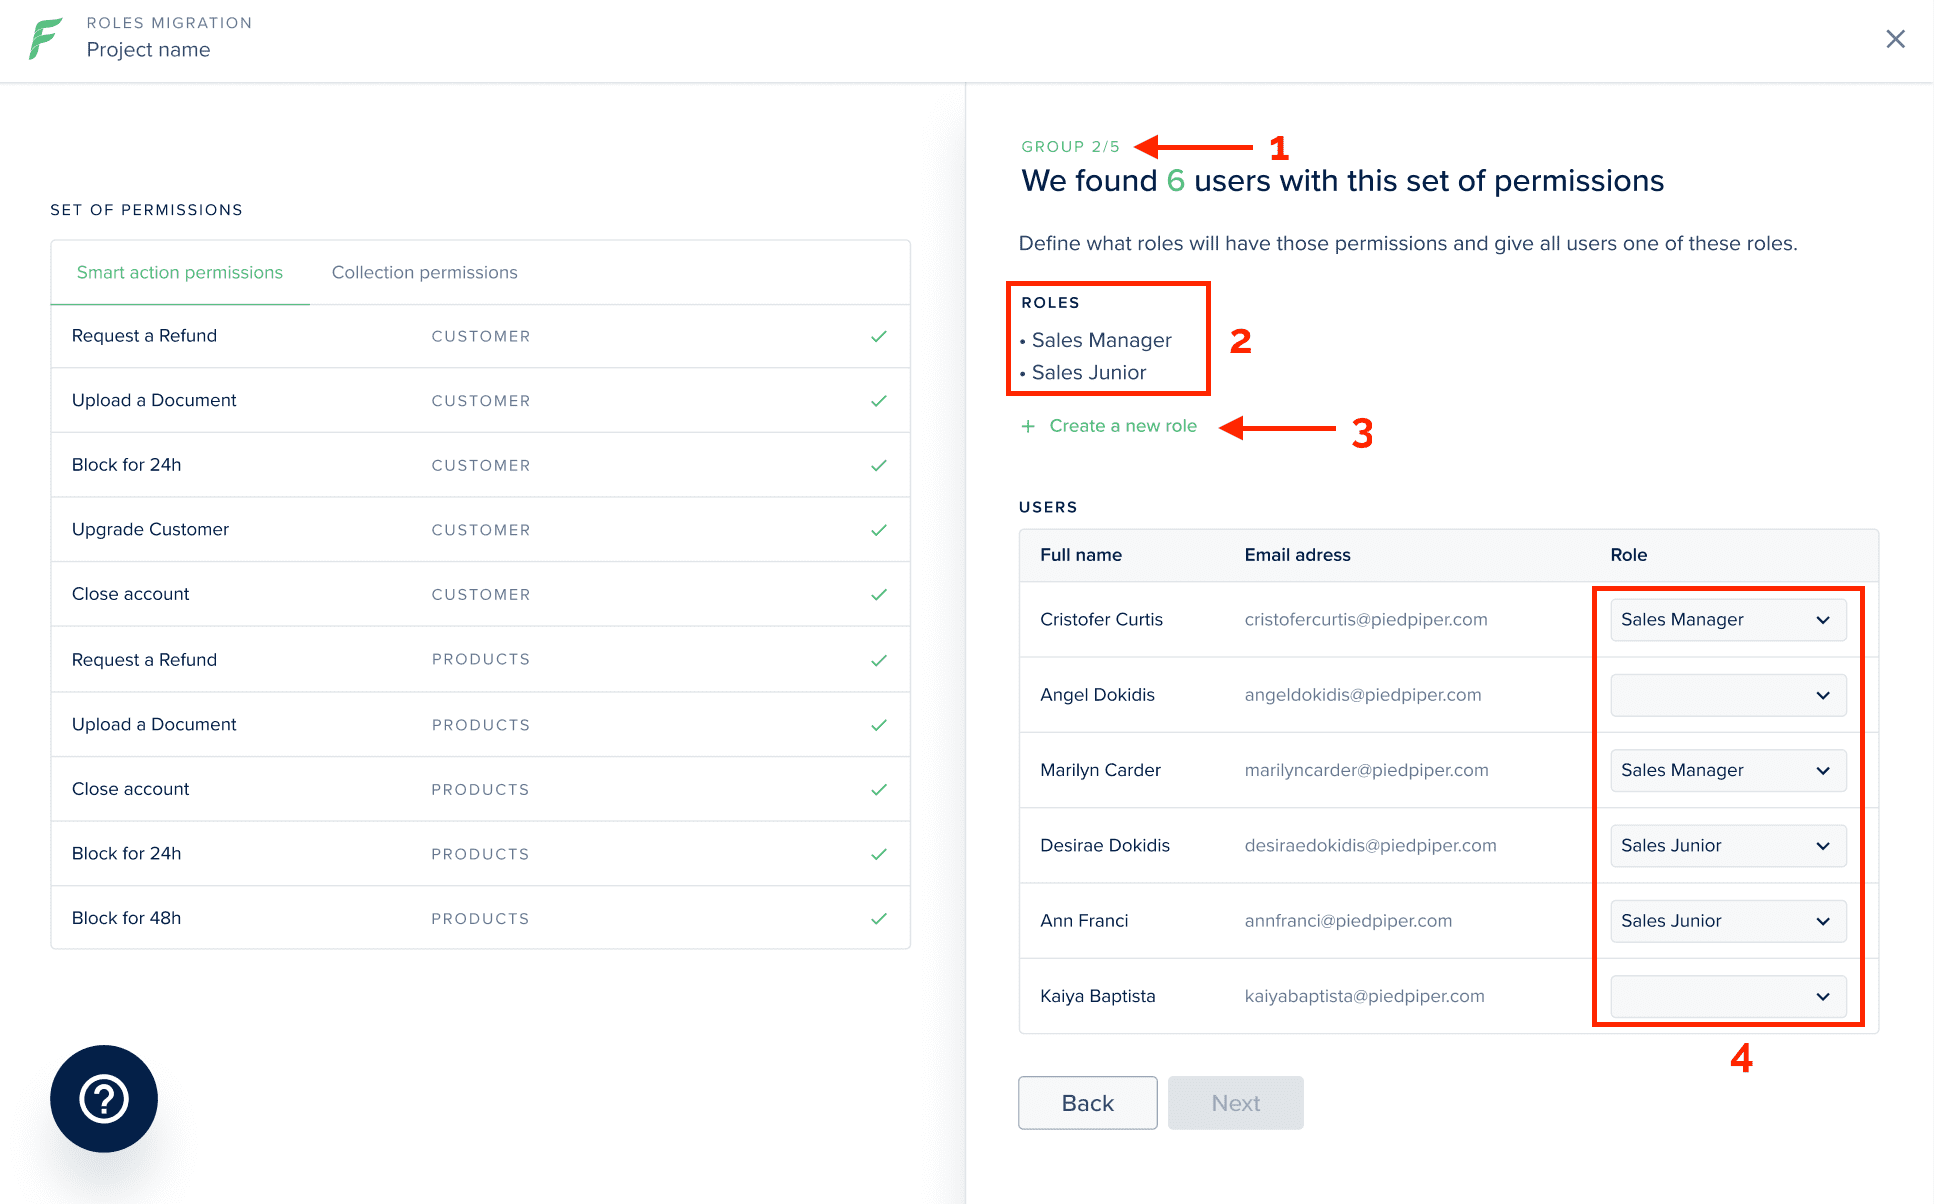 ROLES MIGRATION
Project name
SET OF PERMISSIONS
Smart action permissions Collection permissions
Request a Refund CUSTOMER
Upload a Document CUSTOMER
Block for 24h CUSTOMER
Upgrade Customer CUSTOMER
Close account CUSTOMER
Request a Refund PRODUCTS
Upload a Document PRODUCTS
Close account PRODUCTS
Block for 24h PRODUCTS
Block for 48h PRODUCTS
?
GROUP 2/5 1
We found 6 users with this set of permissions
Define what roles will have those permissions and give all users one of these roles.
ROLES
• Sales Manager
• Sales Junior
2
+ Create a new role 3
USERS
Full name Email adress Role
Cristofer Curtis cristofercurtis@piedpiper.com Sales Manager
Angel Dokidis angeldokidis@piedpiper.com
Marilyn Carder marilyncarder@piedpiper.com Sales Manager
Desirae Dokidis desiraedokidis@piedpiper.com Sales Junior
Ann Franci annfranci@piedpiper.com Sales Junior
Kaiya Baptista kaiyabaptista@piedpiper.com
4
Back Next